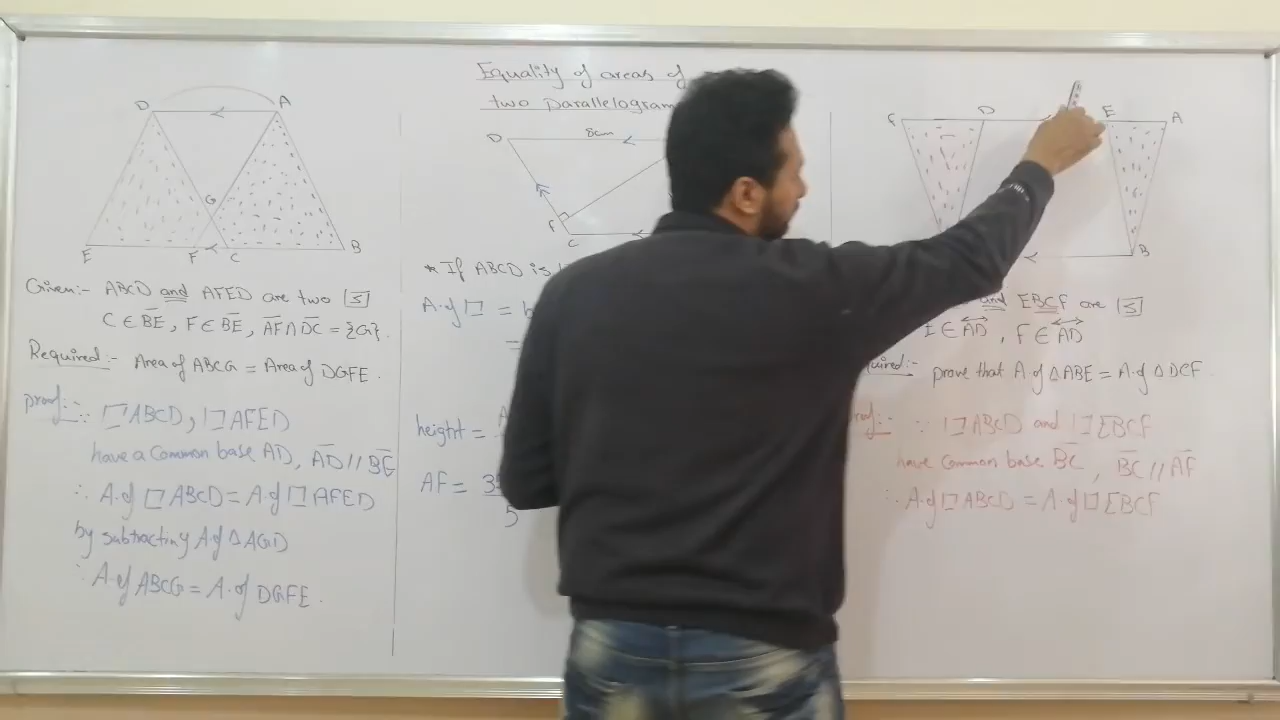 Equality of areas of
two parallelogram
D
A
G
E
F
C
B
Given:- ABCD and AFED are two
C ∈ BE, F ∈ BE, AF ∩ DC = {G}.
Required:- Area of ABCG = Area of DGFE.
proof:- ∵ ▱ABCD, ▱AFED
have a Common base AD, AD // BE
∴ A. of ▱ ABCD = A. of ▱ AFED
by subtracting A. of △ AGD
∴ A. of ABCG = A. of DGFE.
D
8cm
F
C
* If ABCD is
A. of ▱ = b
=
height =
AF =
5
F
D
E
A
B
and EBCF are
E ∈ AD, F ∈ AD
quired:- prove that A. of △ABE = A. of △ DCF.
∵ ▱ABCD and ▱EBCF
have Common base BC, BC // AF
∴ A. of ▱ ABCD = A. of ▱ EBCF